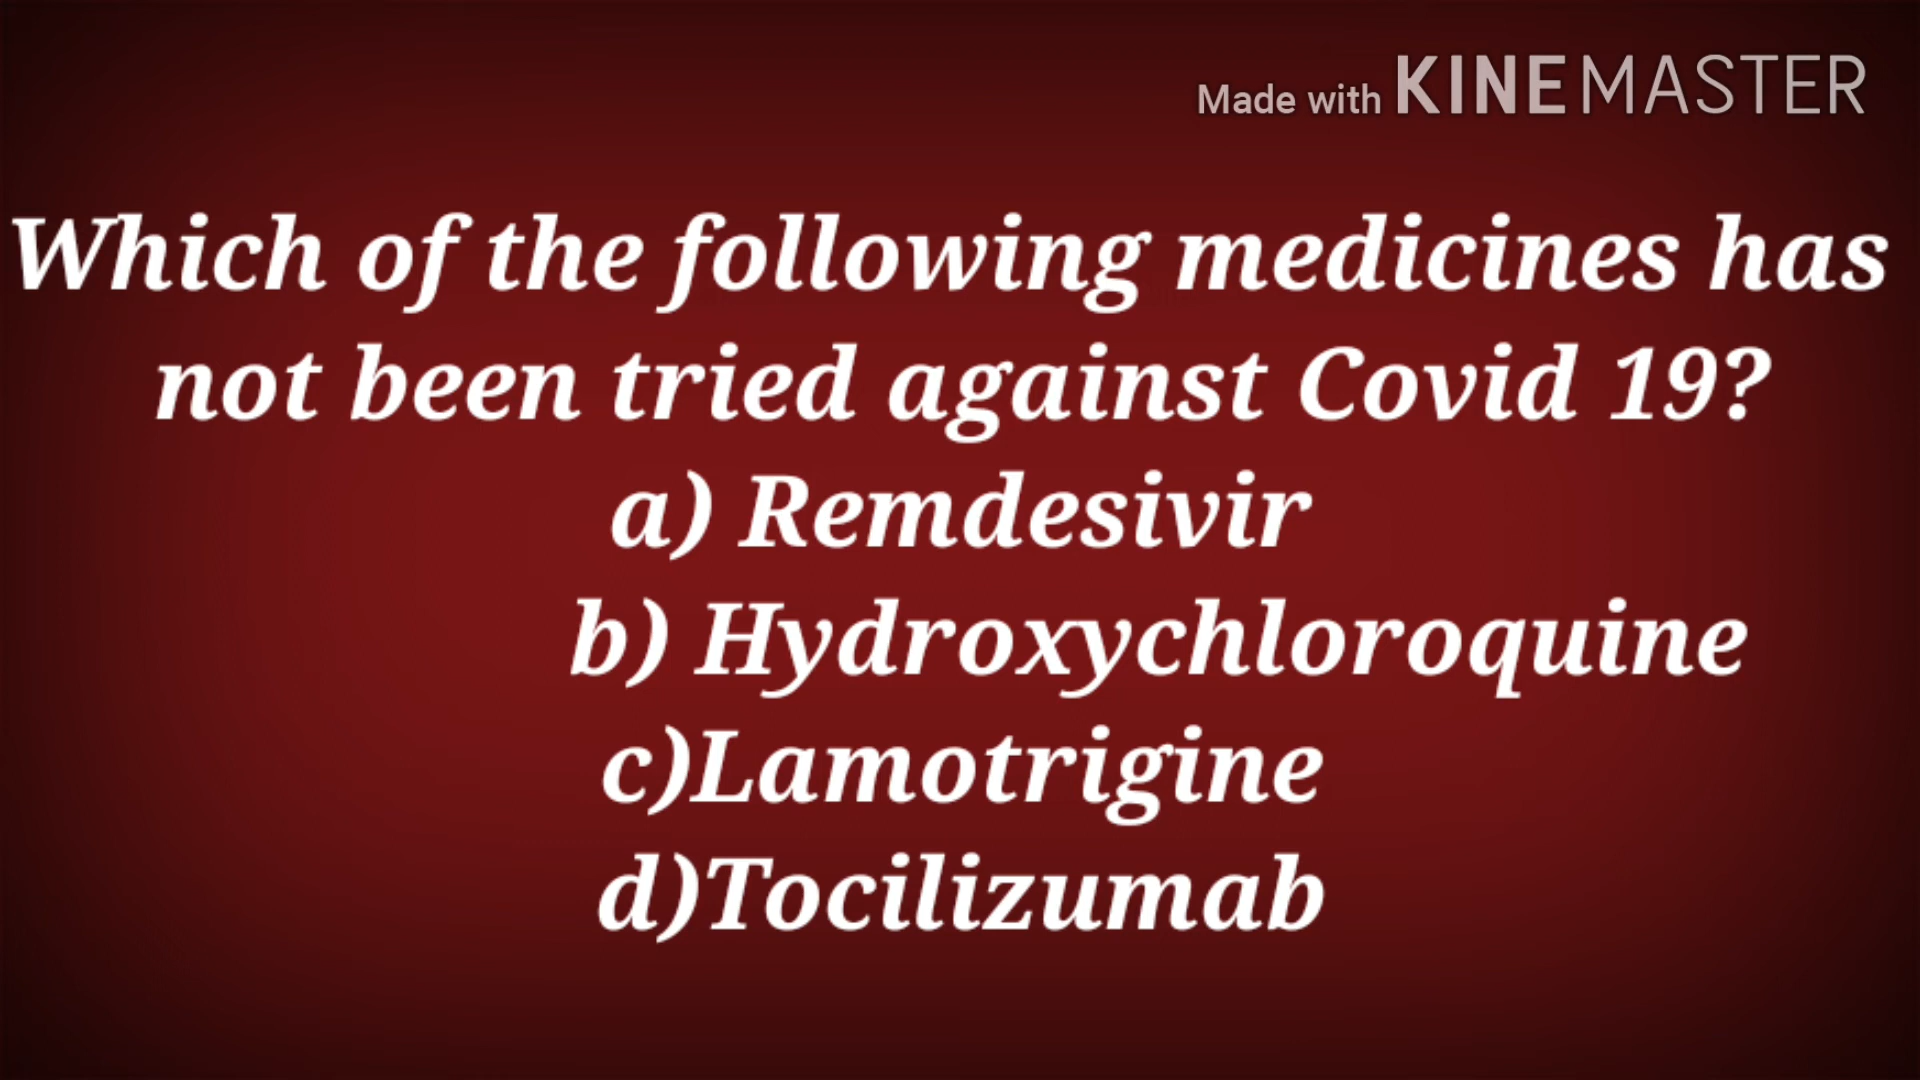 Made with KINEMASTER
Which of the following medicines has
not been tried against Covid 19?
a) Remdesivir
b) Hydroxychloroquine
c)Lamotrigine
d)Tocilizumab